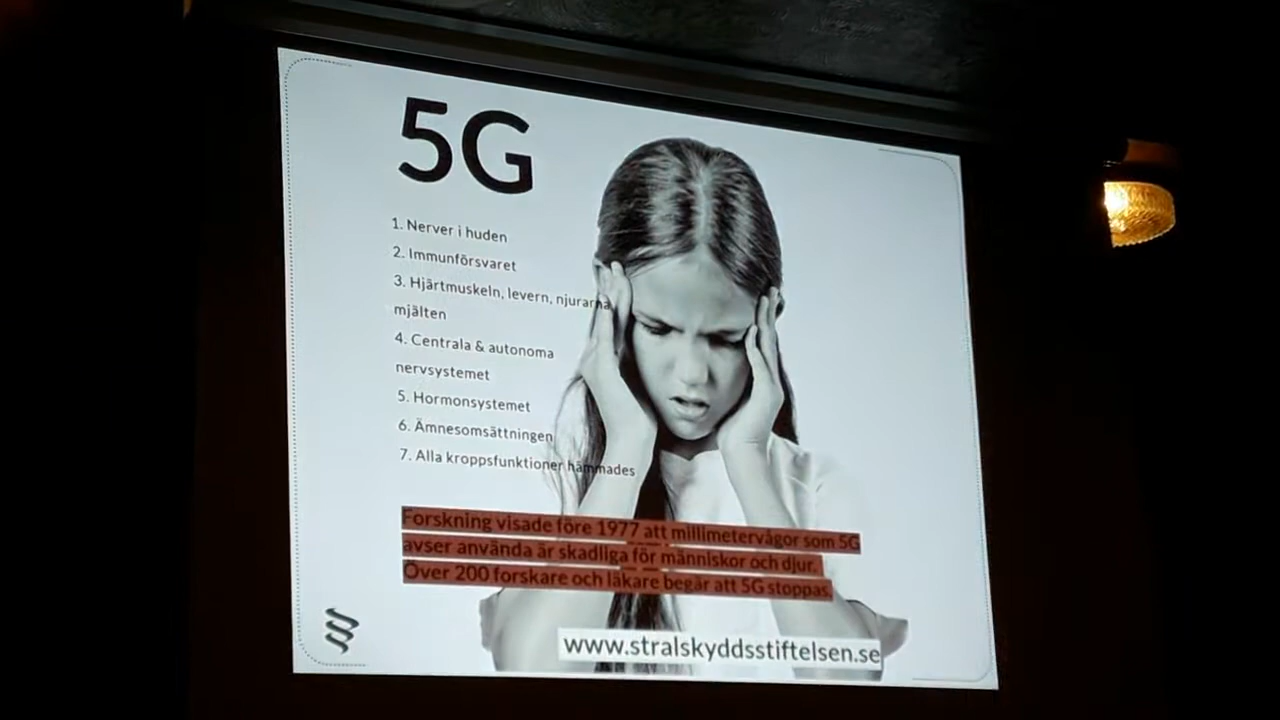 5G
1. Nerver i huden
2. Immunförsvaret
3. Hjärtmuskeln, levern, njurarna
mjälten
4. Centrala & autonoma
nervsystemet
5. Hormonsystemet
6. Ämnesomsättningen
7. Alla kroppsfunktioner hämmades
Forskning visade före 1977 att millimetervågor som 5G
avser använda är skadliga för människor och djur.
Över 200 forskare och läkare begär att 5G stoppas.
www.stralskyddsstiftelsen.se